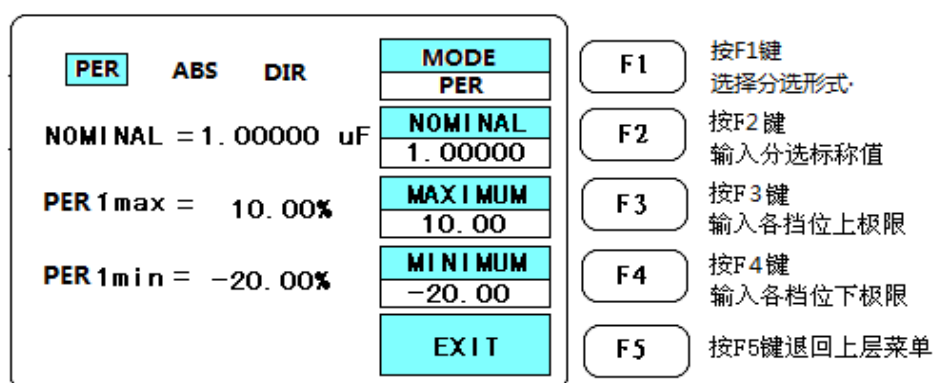 PER ABS DIR MODE F1 按F1键
PER 选择分选形式·
NOMINAL =1.00000 uF NOMINAL F2 按F2键
1.00000 输入分选标称值
PER1max = 10.00% MAXIMUM F3 按F3键
10.00 输入各档位上极限
PER1min = -20.00% MINIMUM F4 按F4键
-20.00 输入各档位下极限
EXIT F5 按F5键退回上层菜单